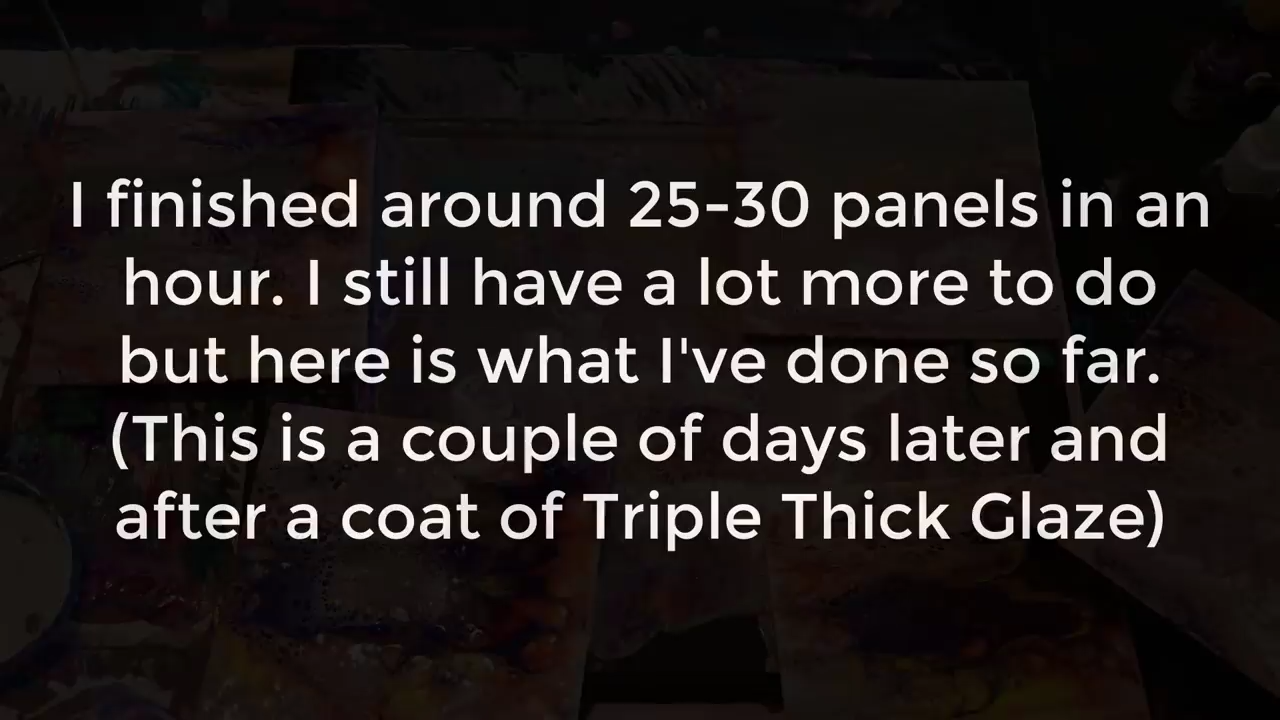 I finished around 25-30 panels in an
hour. I still have a lot more to do
but here is what I've done so far.
(This is a couple of days later and
after a coat of Triple Thick Glaze)